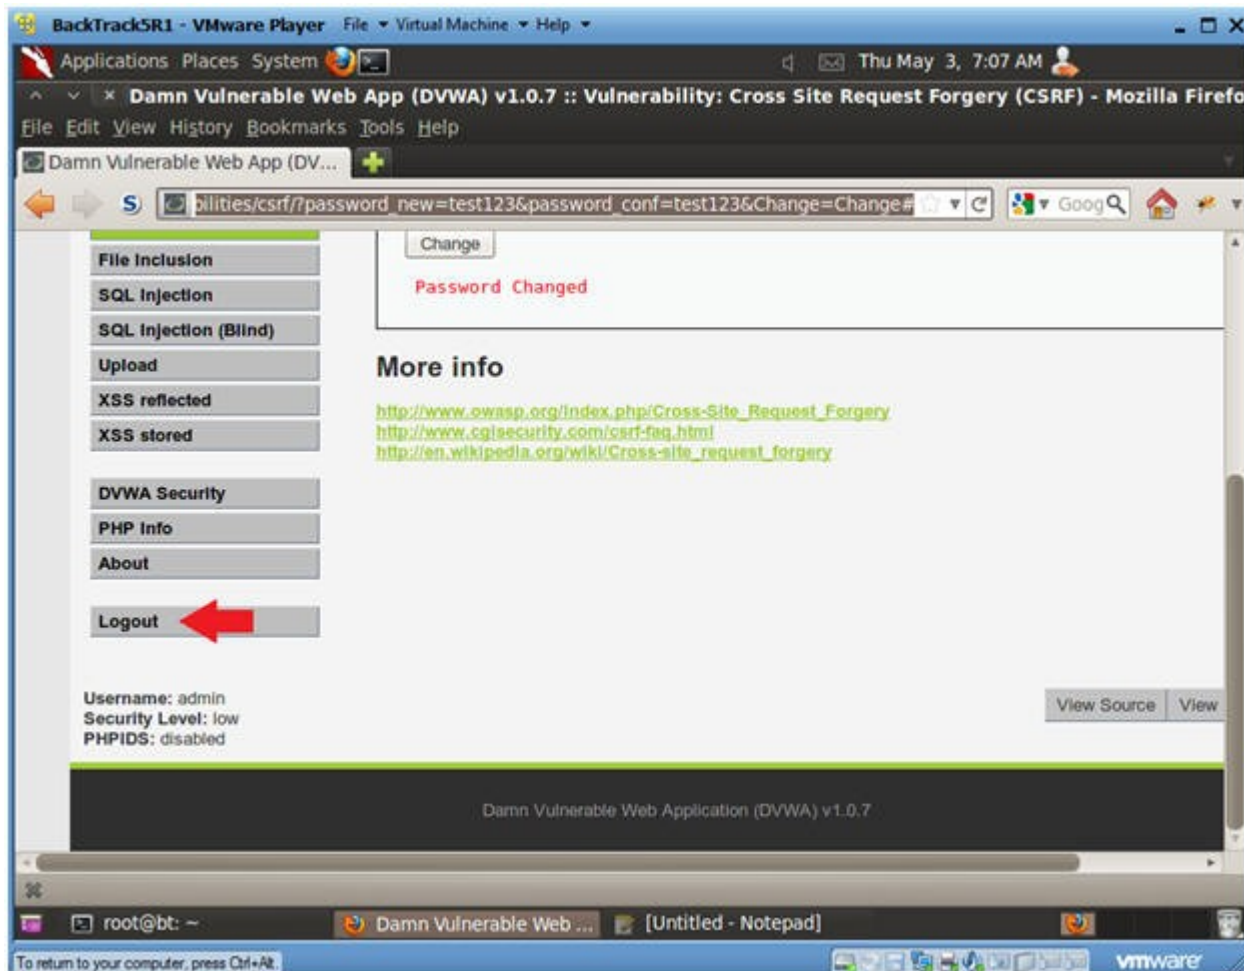 BackTrack5R1 - VMware Player File Virtual Machine Help
Applications Places System Thu May 3, 7:07 AM
Damn Vulnerable Web App (DVWA) v1.0.7 :: Vulnerability: Cross Site Request Forgery (CSRF) - Mozilla Firefo
File Edit View History Bookmarks Tools Help
Damn Vulnerable Web App (DV...
S bilities/csrf/?password_new=test123&password_conf=test123&Change=Change# Goog
Change
File Inclusion
Password Changed
SQL Injection
SQL Injection (Blind)
Upload
More info
XSS reflected
http://www.owasp.org/index.php/Cross-Site_Request_Forgery
XSS stored
http://www.cgisecurity.com/csrf-faq.html
http://en.wikipedia.org/wiki/Cross-site_request_forgery
DVWA Security
PHP Info
About
Logout
Username: admin
Security Level: low
PHPIDS: disabled
View Source View
Damn Vulnerable Web Application (DVWA) v1.0.7
root@bt: ~ Damn Vulnerable Web ... [Untitled - Notepad]
To return to your computer, press Ctrl+Alt. vmware